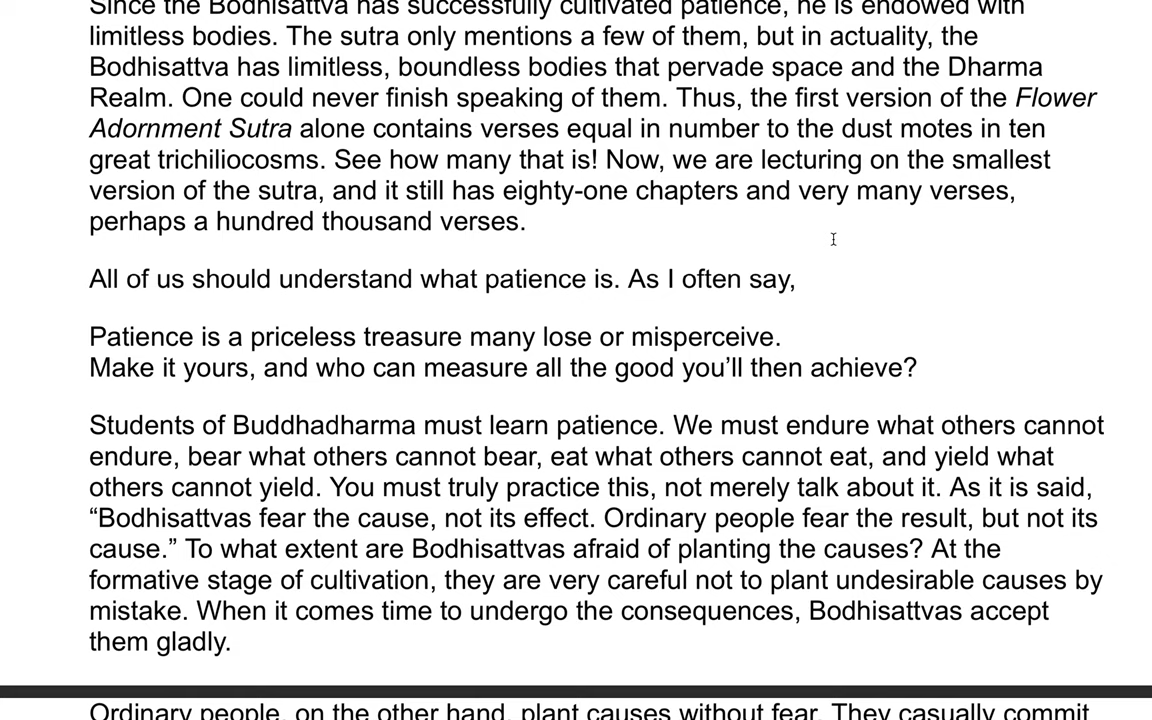 Since the Bodhisattva has successfully cultivated patience, he is endowed with
limitless bodies. The sutra only mentions a few of them, but in actuality, the
Bodhisattva has limitless, boundless bodies that pervade space and the Dharma
Realm. One could never finish speaking of them. Thus, the first version of the Flower
Adornment Sutra alone contains verses equal in number to the dust motes in ten
great trichiliocosms. See how many that is! Now, we are lecturing on the smallest
version of the sutra, and it still has eighty-one chapters and very many verses,
perhaps a hundred thousand verses.
All of us should understand what patience is. As I often say,
Patience is a priceless treasure many lose or misperceive.
Make it yours, and who can measure all the good you’ll then achieve?
Students of Buddhadharma must learn patience. We must endure what others cannot
endure, bear what others cannot bear, eat what others cannot eat, and yield what
others cannot yield. You must truly practice this, not merely talk about it. As it is said,
“Bodhisattvas fear the cause, not its effect. Ordinary people fear the result, but not its
cause.” To what extent are Bodhisattvas afraid of planting the causes? At the
formative stage of cultivation, they are very careful not to plant undesirable causes by
mistake. When it comes time to undergo the consequences, Bodhisattvas accept
them gladly.
Ordinary people, on the other hand, plant causes without fear. They casually commit